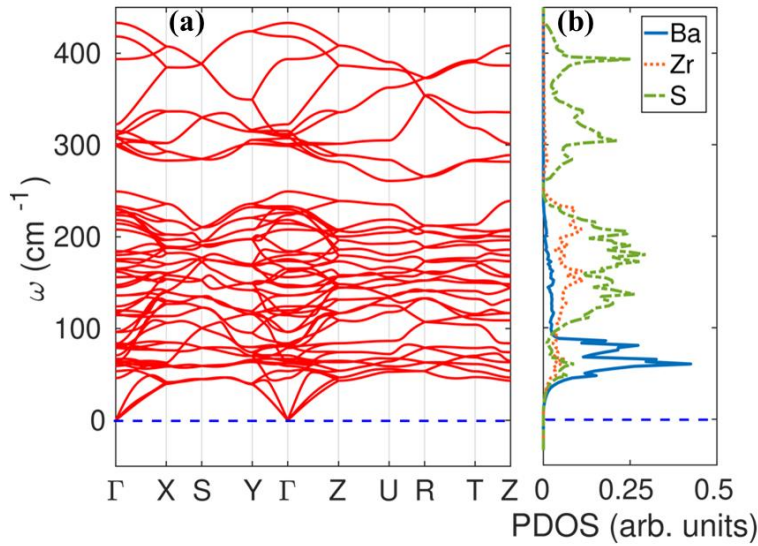 (a)
(b)
400
300
200
100
0
ω (cm⁻¹)
Γ X S Y Γ Z U R T Z
Ba
Zr
S
0 0.25 0.5
PDOS (arb. units)